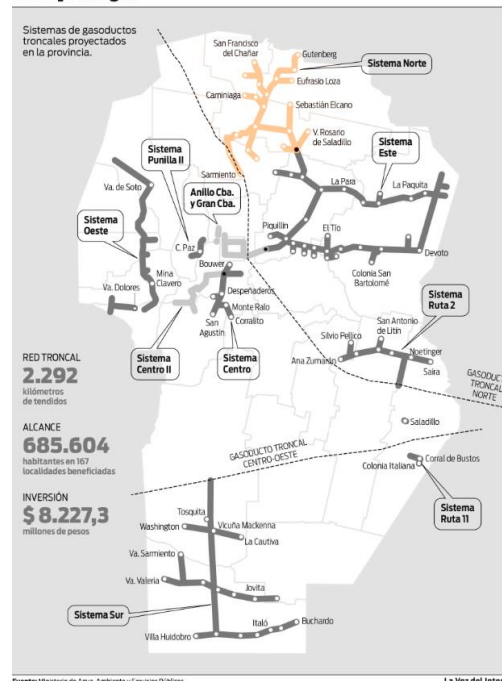 Sistemas de gasoductos
troncales proyectados
en la provincia.
San Francisco
del Chañar
Gutenberg
Sistema Norte
Eufrasio Loza
Caminiaga
Sebastián Elcano
V. Rosario
de Saladillo
Sistema
Este
Sistema
Punilla II
Sarmiento
La Para
La Paquita
Va. de Soto
Anillo Cba.
y Gran Cba.
Sistema
Oeste
Piquillín
El Tío
C. Paz
Devoto
Bouwer
Mina
Clavero
Colonia San
Bartolomé
Va. Dolores
Despeñaderos
Monte Ralo
San
Agustín
Corralito
Sistema
Ruta 2
San Antonio
de Litín
Silvio Pellico
Noetinger
Ana Zumarán
Saira
Sistema
Centro II
Sistema
Centro
GASODUCTO
TRONCAL
NORTE
RED TRONCAL
2.292
kilómetros
de tendidos
ALCANCE
685.604
habitantes en 167
localidades beneficiadas
INVERSIÓN
$ 8.227,3
millones de pesos
Saladillo
GASODUCTO TRONCAL
CENTRO-OESTE
Corral de Bustos
Colonia Italiana
Sistema
Ruta 11
Tosquita
Washington
Vicuña Mackenna
La Cautiva
Va. Sarmiento
Va. Valeria
Jovita
Sistema Sur
Italó
Buchardo
Villa Huidobro